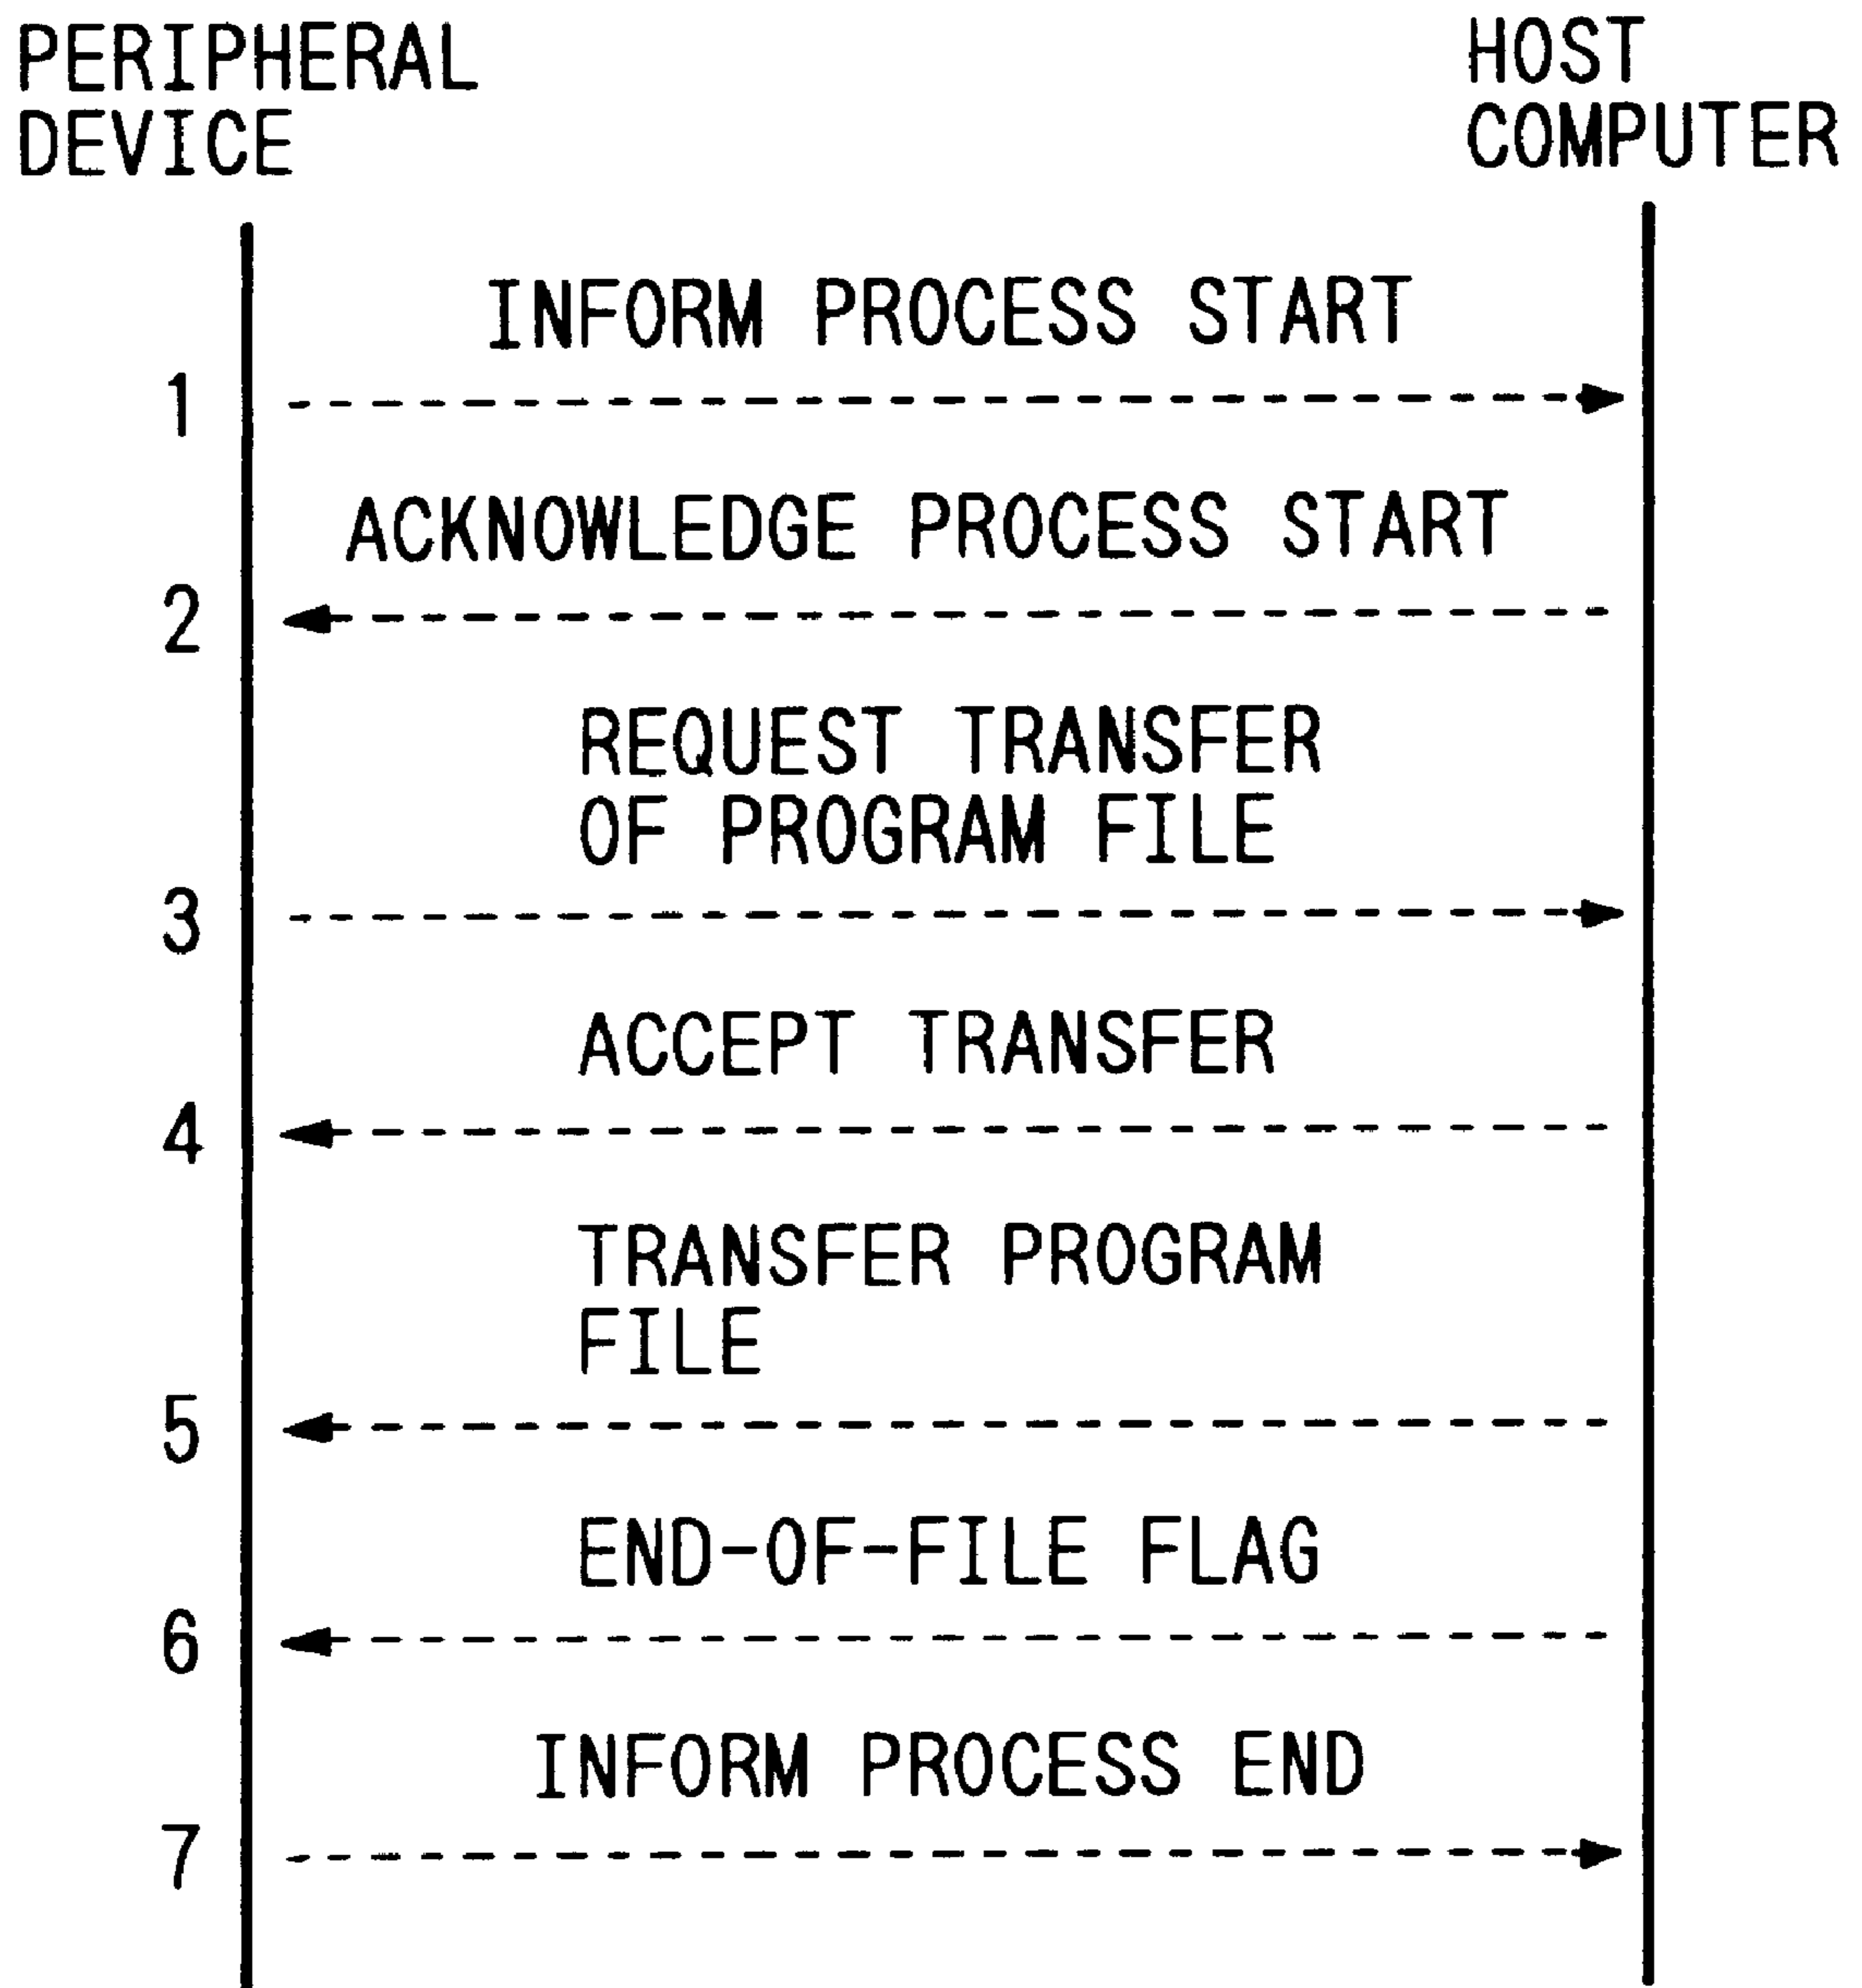 PERIPHERAL
DEVICE
HOST
COMPUTER
INFORM PROCESS START
1
ACKNOWLEDGE PROCESS START
2
REQUEST TRANSFER
OF PROGRAM FILE
3
ACCEPT TRANSFER
4
TRANSFER PROGRAM
FILE
5
END-OF-FILE FLAG
6
INFORM PROCESS END
7